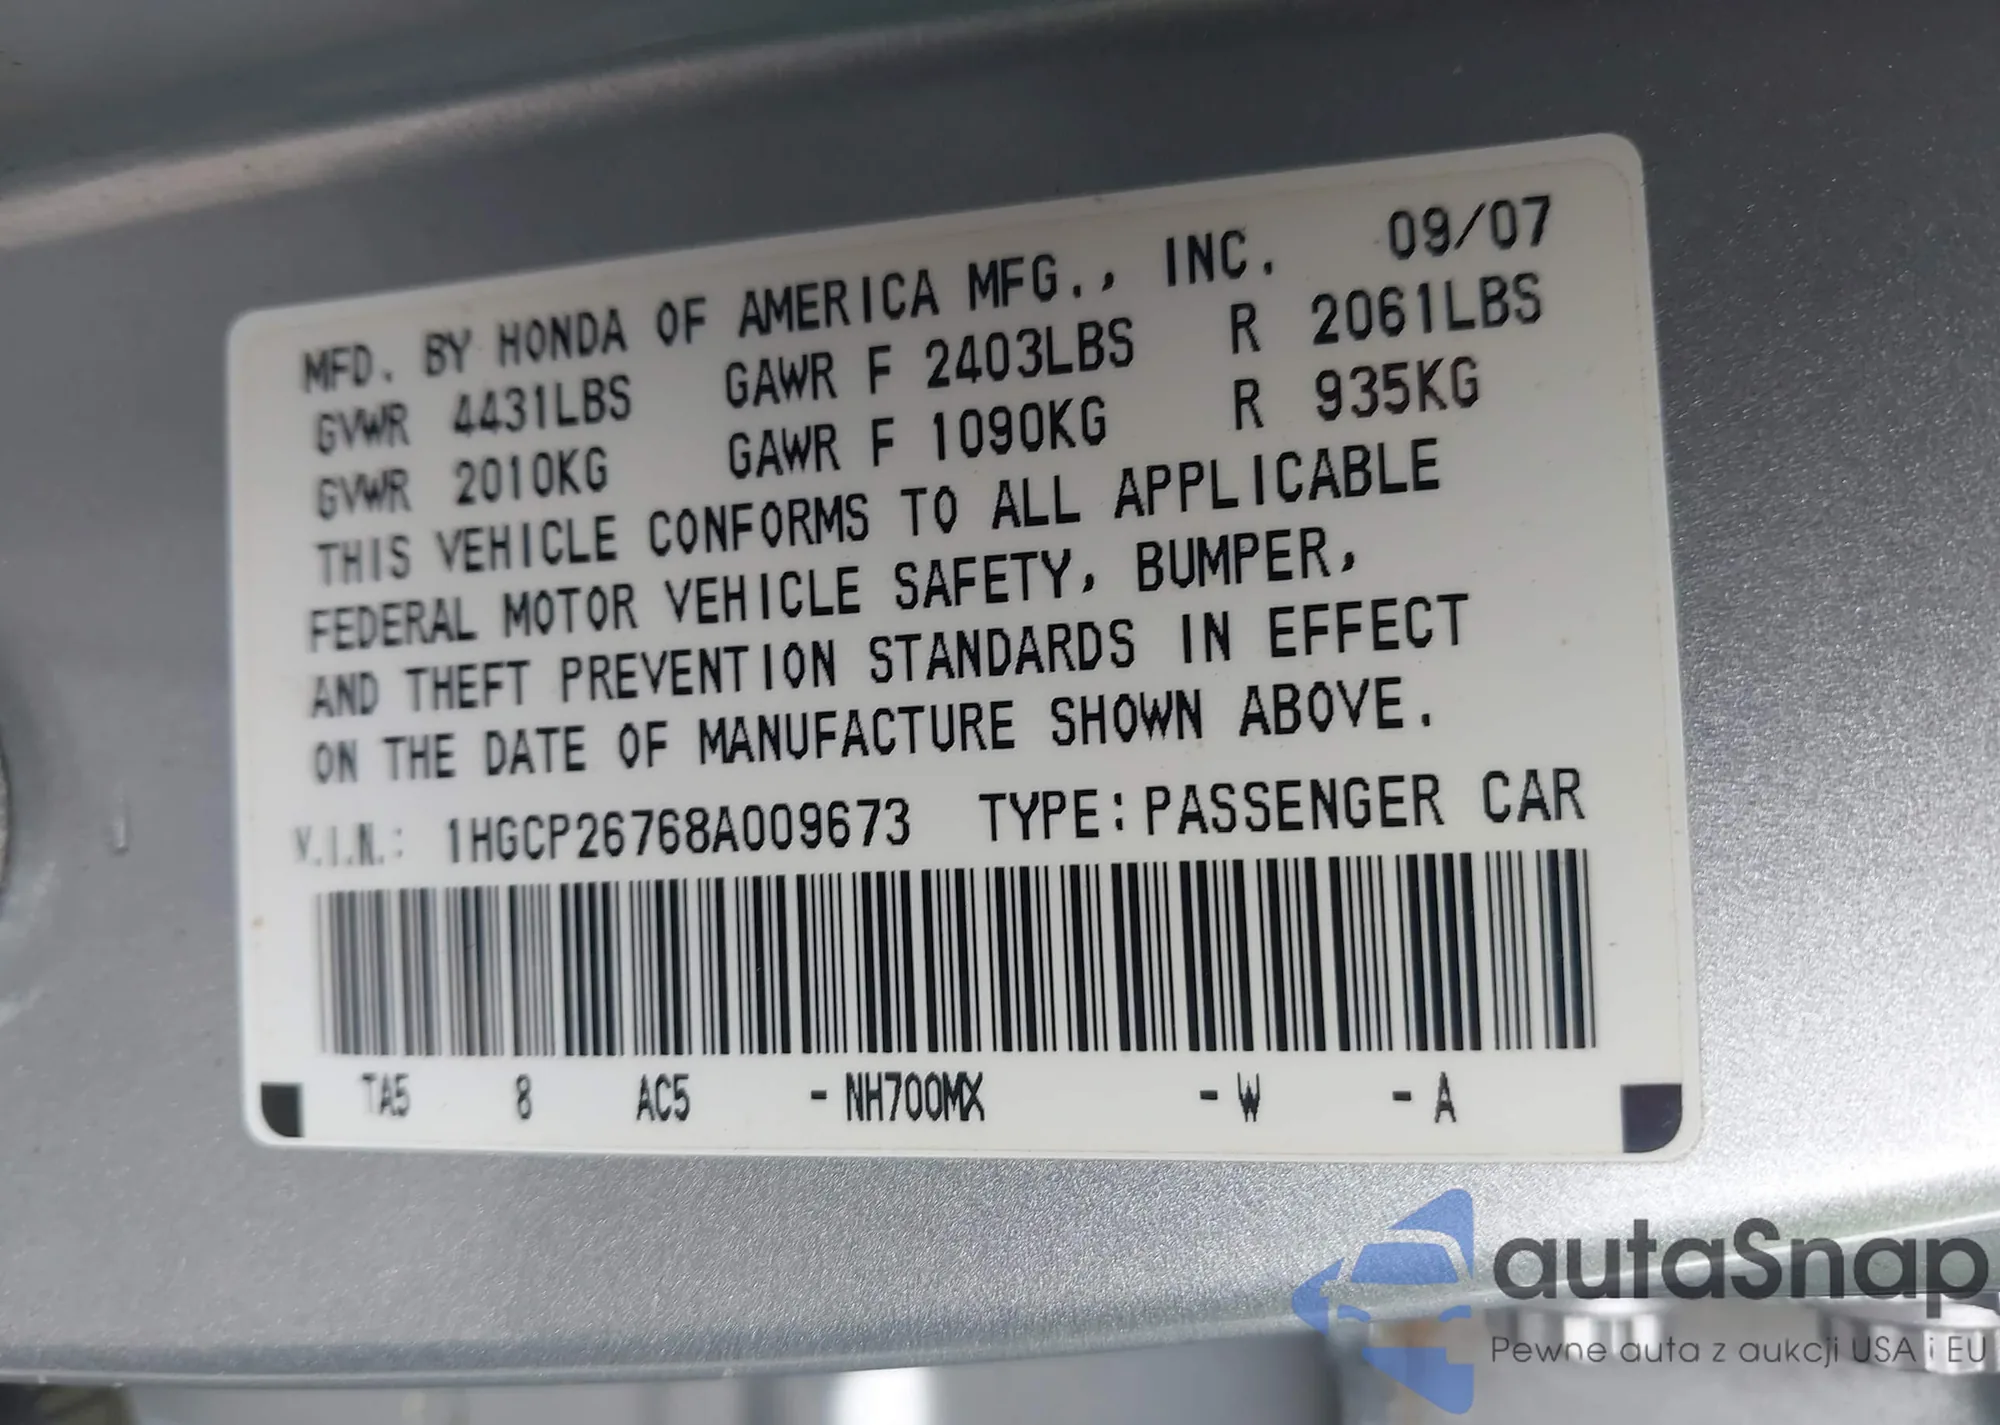 MFD. BY HONDA OF AMERICA MFG., INC. 09/07
GVWR 4431LBS GAWR F 2403LBS R 2061LBS
GVWR 2010KG GAWR F 1090KG R 935KG
THIS VEHICLE CONFORMS TO ALL APPLICABLE
FEDERAL MOTOR VEHICLE SAFETY, BUMPER,
AND THEFT PREVENTION STANDARDS IN EFFECT
ON THE DATE OF MANUFACTURE SHOWN ABOVE.
V.I.N.: 1HGCP26768A009673 TYPE: PASSENGER CAR
TA5 8 AC5 - NH700MX - W - A
autaSnap
Pewne auta z aukcji USA i EU